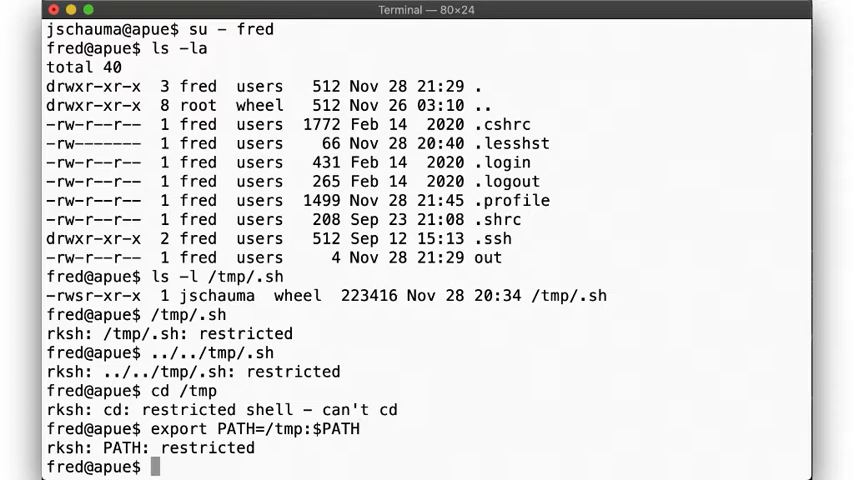 Terminal — 80×24
jschauma@apue$ su - fred
fred@apue$ ls -la
total 40
drwxr-xr-x  3 fred  users   512 Nov 28 21:29 .
drwxr-xr-x  8 root  wheel   512 Nov 26 03:10 ..
-rw-r--r--  1 fred  users  1772 Feb 14  2020 .cshrc
-rw-------  1 fred  users    66 Nov 28 20:40 .lesshst
-rw-r--r--  1 fred  users   431 Feb 14  2020 .login
-rw-r--r--  1 fred  users   265 Feb 14  2020 .logout
-rw-r--r--  1 fred  users  1499 Nov 28 21:45 .profile
-rw-r--r--  1 fred  users   208 Sep 23 21:08 .shrc
drwxr-xr-x  2 fred  users   512 Sep 12 15:13 .ssh
-rw-r--r--  1 fred  users     4 Nov 28 21:29 out
fred@apue$ ls -l /tmp/.sh
-rwsr-xr-x  1 jschauma  wheel  223416 Nov 28 20:34 /tmp/.sh
fred@apue$ /tmp/.sh
rksh: /tmp/.sh: restricted
fred@apue$ ../../tmp/.sh
rksh: ../../tmp/.sh: restricted
fred@apue$ cd /tmp
rksh: cd: restricted shell - can't cd
fred@apue$ export PATH=/tmp:$PATH
rksh: PATH: restricted
fred@apue$